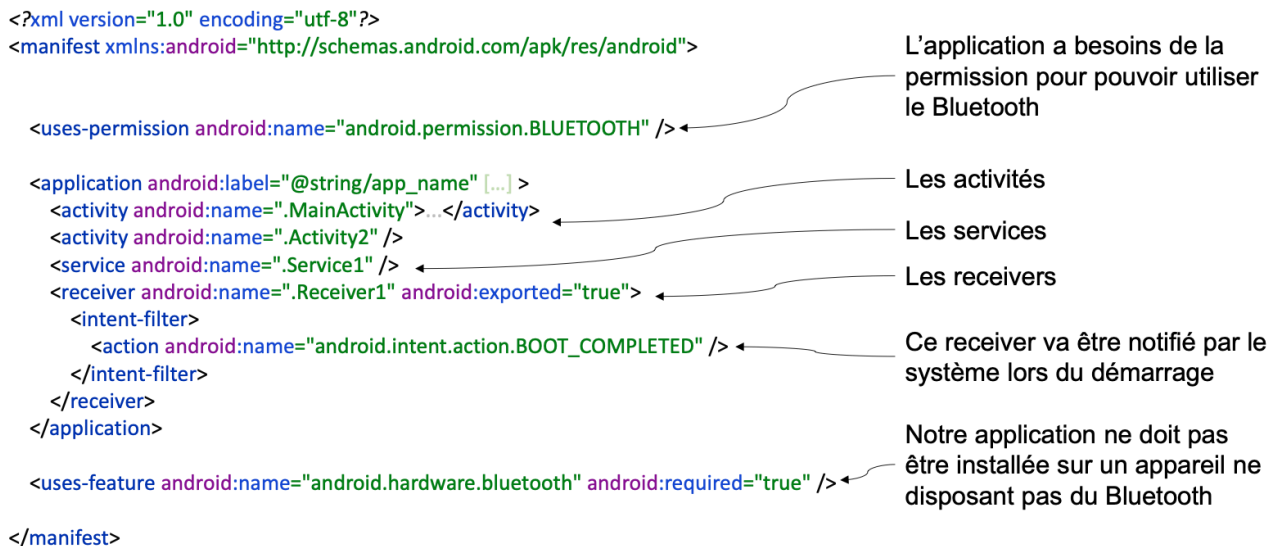 <?xml version="1.0" encoding="utf-8"?>
<manifest xmlns:android="http://schemas.android.com/apk/res/android">
<uses-permission android:name="android.permission.BLUETOOTH" />
<application android:label="@string/app_name" [...] >
<activity android:name=".MainActivity">...</activity>
<activity android:name=".Activity2" />
<service android:name=".Service1" />
<receiver android:name=".Receiver1" android:exported="true">
<intent-filter>
<action android:name="android.intent.action.BOOT_COMPLETED" />
</intent-filter>
</receiver>
</application>
<uses-feature android:name="android.hardware.bluetooth" android:required="true" />
</manifest>
L'application a besoins de la
permission pour pouvoir utiliser
le Bluetooth
Les activités
Les services
Les receivers
Ce receiver va être notifié par le
système lors du démarrage
Notre application ne doit pas
être installée sur un appareil ne
disposant pas du Bluetooth